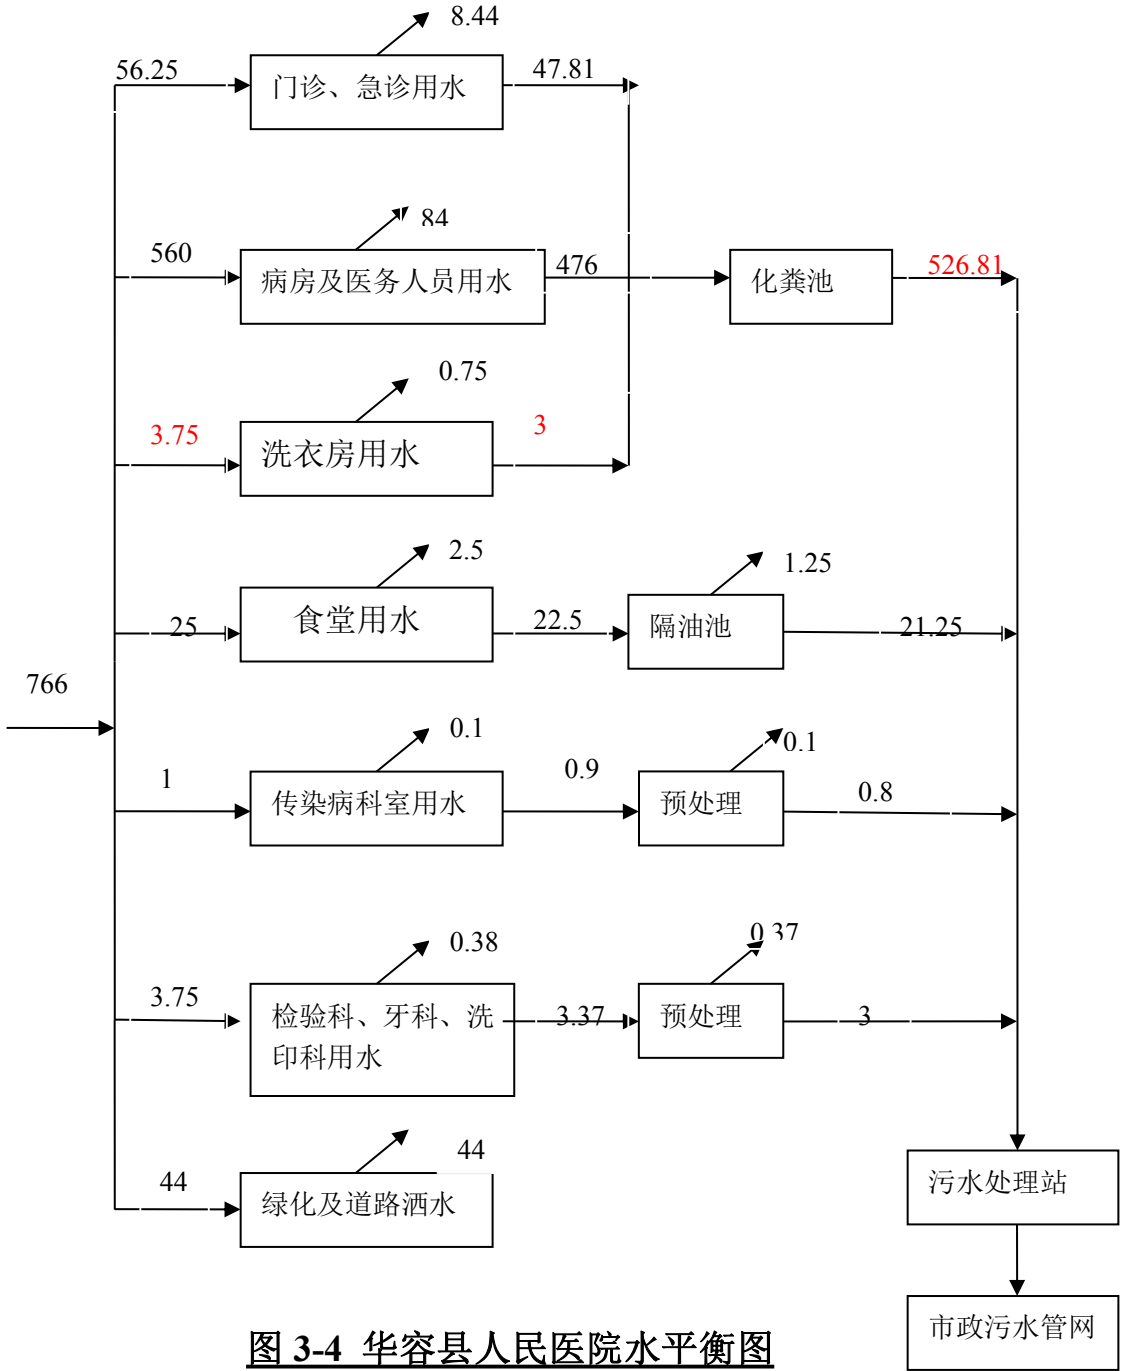 8.44
56.25
门诊、急诊用水
47.81
84
560
病房及医务人员用水
476
化粪池
526.81
0.75
3.75
洗衣房用水
3
2.5
25
食堂用水
22.5
1.25
隔油池
21.25
766
0.1
1
传染病科室用水
0.9
0.1
预处理
0.8
0.38
3.75
检验科、牙科、洗
印科用水
3.37
0.37
预处理
3
44
44
绿化及道路洒水
污水处理站
市政污水管网
图 3-4 华容县人民医院水平衡图